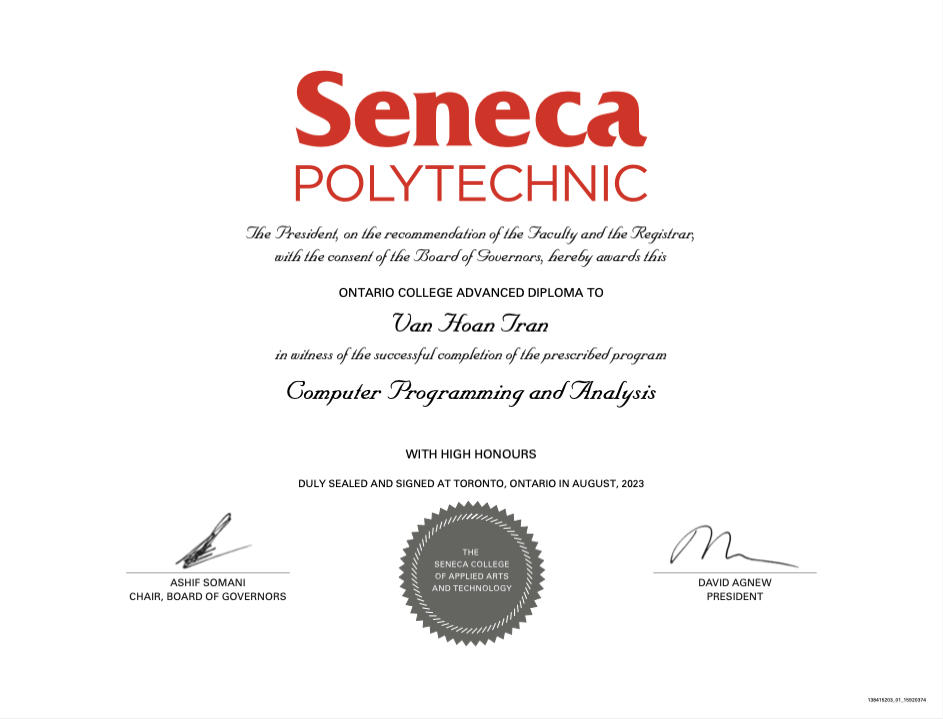 Seneca
POLYTECHNIC
The President, on the recommendation of the Faculty and the Registrar,
with the consent of the Board of Governors, hereby awards this
ONTARIO COLLEGE ADVANCED DIPLOMA TO
Van Hoan Tran
in witness of the successful completion of the prescribed program
Computer Programming and Analysis
WITH HIGH HONOURS
DULY SEALED AND SIGNED AT TORONTO, ONTARIO IN AUGUST, 2023
THE
SENECA COLLEGE
OF APPLIED ARTS
AND TECHNOLOGY
ASHIF SOMANI
CHAIR, BOARD OF GOVERNORS
DAVID AGNEW
PRESIDENT
138415203_01_15920374